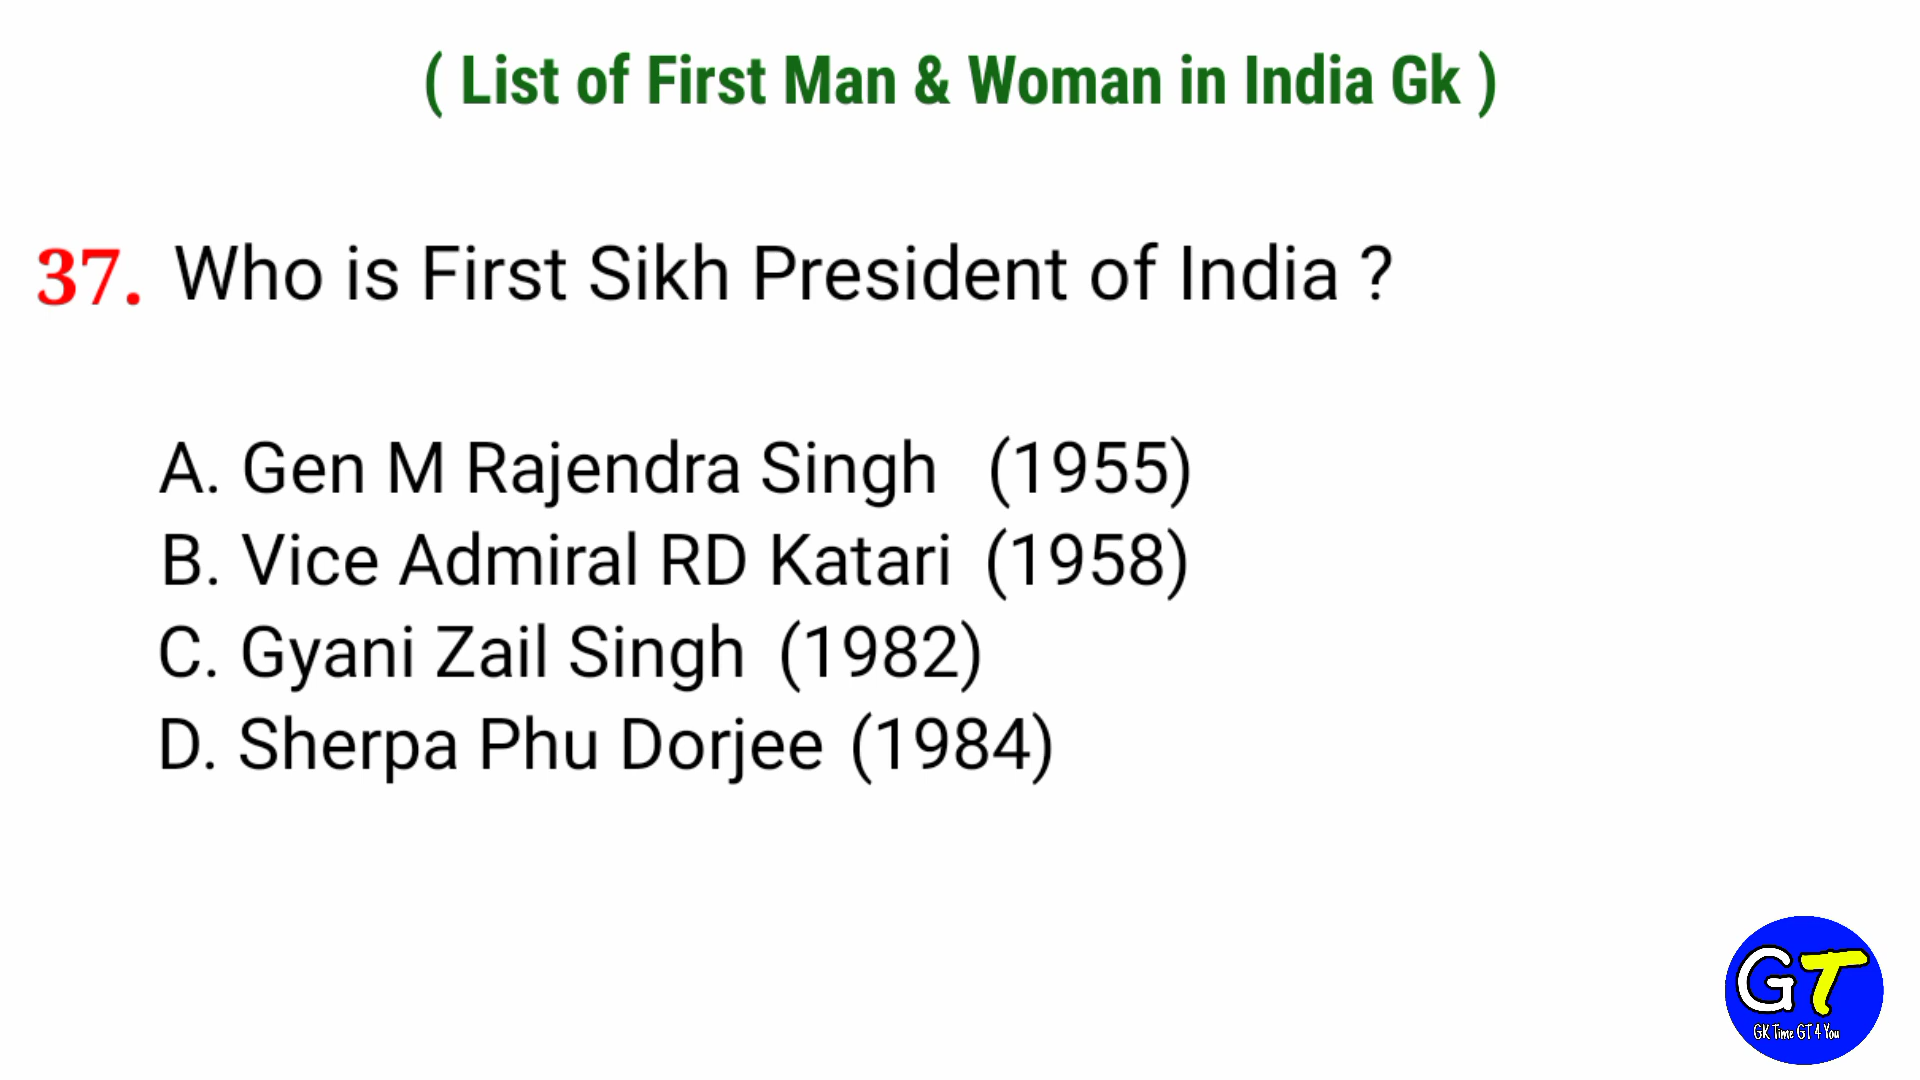 ( List of First Man & Woman in India Gk )
37. Who is First Sikh President of India ?
A. Gen M Rajendra Singh (1955)
B. Vice Admiral RD Katari (1958)
C. Gyani Zail Singh (1982)
D. Sherpa Phu Dorjee (1984)
GT
GK Time GT 4 You